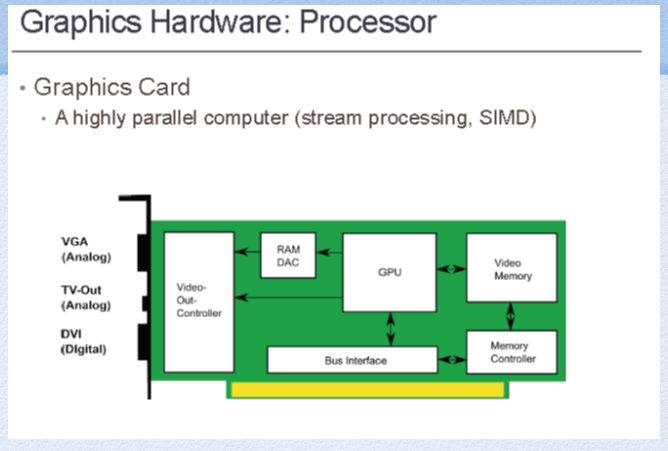 Graphics Hardware: Processor
• Graphics Card
• A highly parallel computer (stream processing, SIMD)
VGA
(Analog)
TV-Out
(Analog)
DVI
(DIgital)
Video-
Out-
Controller
RAM
DAC
GPU
Video
Memory
Bus Interface
Memory
Controller